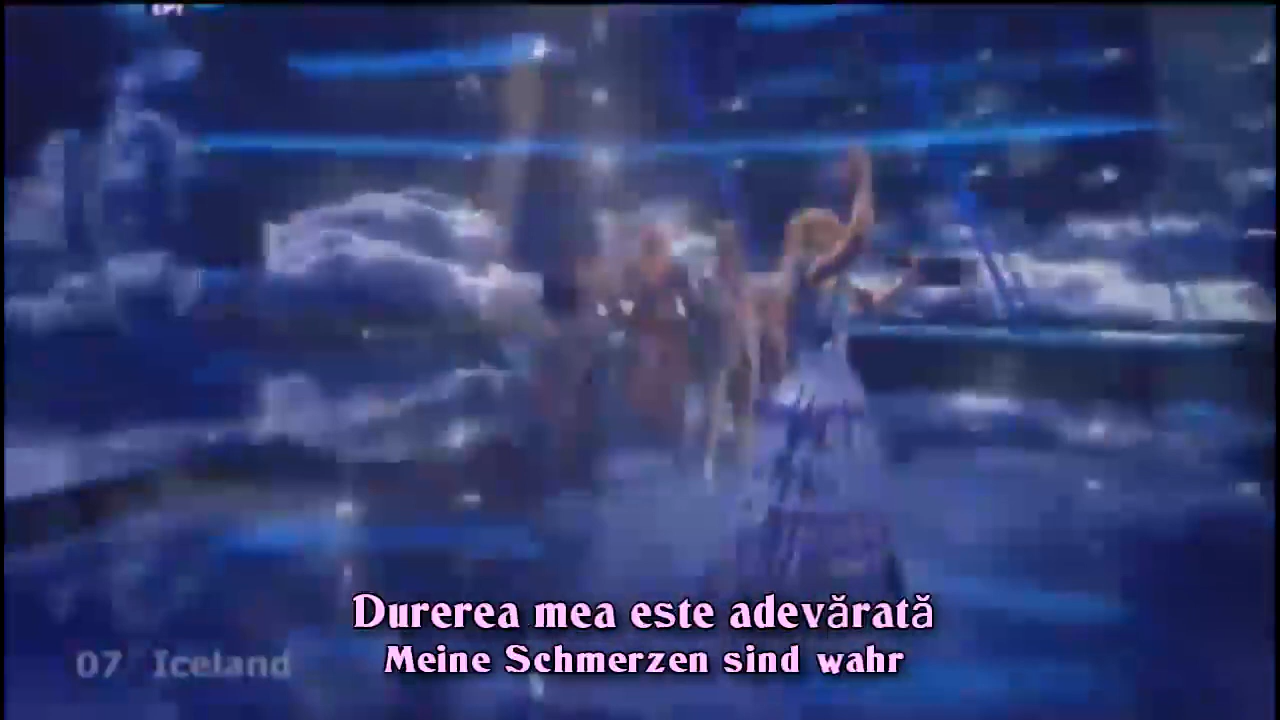 Durerea mea este adevărată
Meine Schmerzen sind wahr
07 Iceland